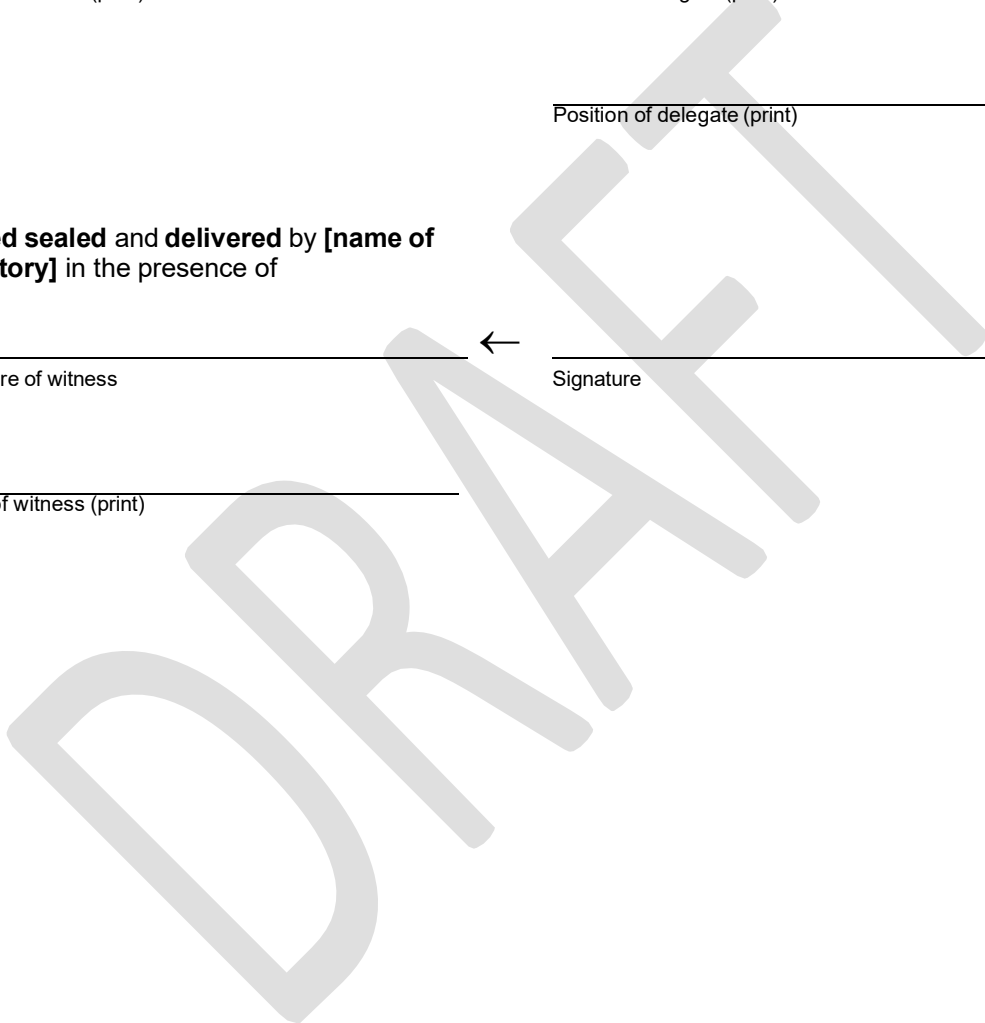 Position of delegate (print)
ed sealed and delivered by [name of
tory] in the presence of
←
re of witness
Signature
of witness (print)
DRAFT